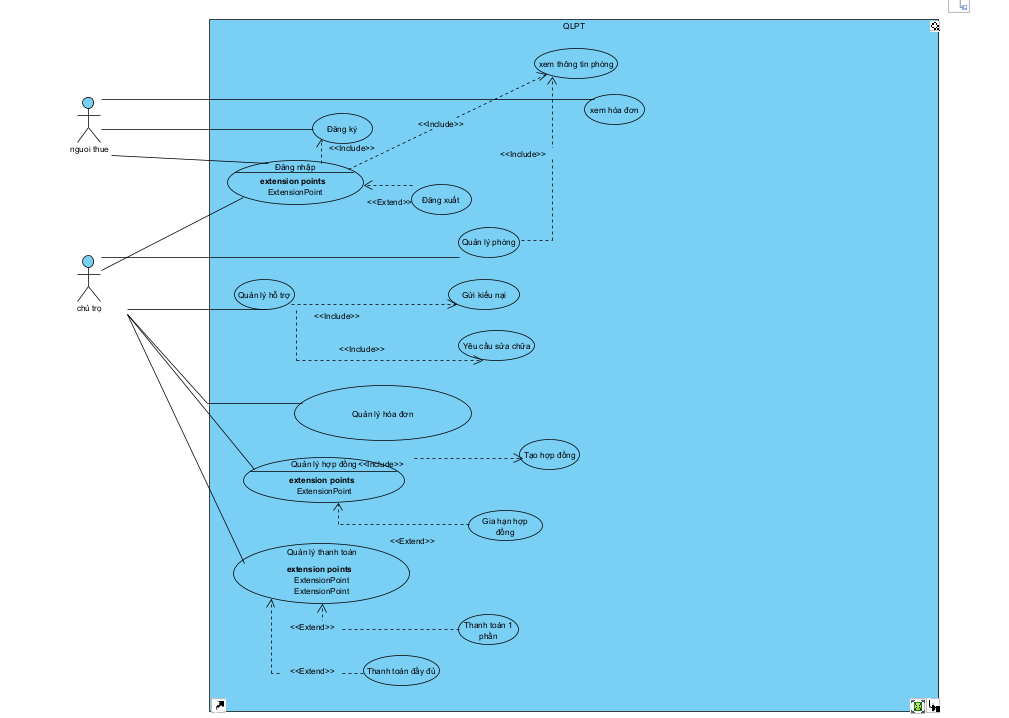 QLPT
xem thông tin phòng
xem hóa đơn
<<Include>>
Đăng ký
nguoi thue
<<Include>>
<<Include>>
Đăng nhập
extension points
ExtensionPoint
<<Extend>>
Đăng xuất
Quản lý phòng
chủ trọ
Quản lý hỗ trợ
Gửi kiếu nại
<<Include>>
Yêu cầu sửa chữa
<<Include>>
Quản lý hóa đơn
Quản lý hợp đồng
<<Include>>
Tạo hợp đồng
extension points
ExtensionPoint
Gia hạn hợp
đồng
<<Extend>>
Quản lý thanh toán
extension points
ExtensionPoint
ExtensionPoint
<<Extend>>
Thanh toán 1
phần
<<Extend>>
Thanh toán đầy đủ